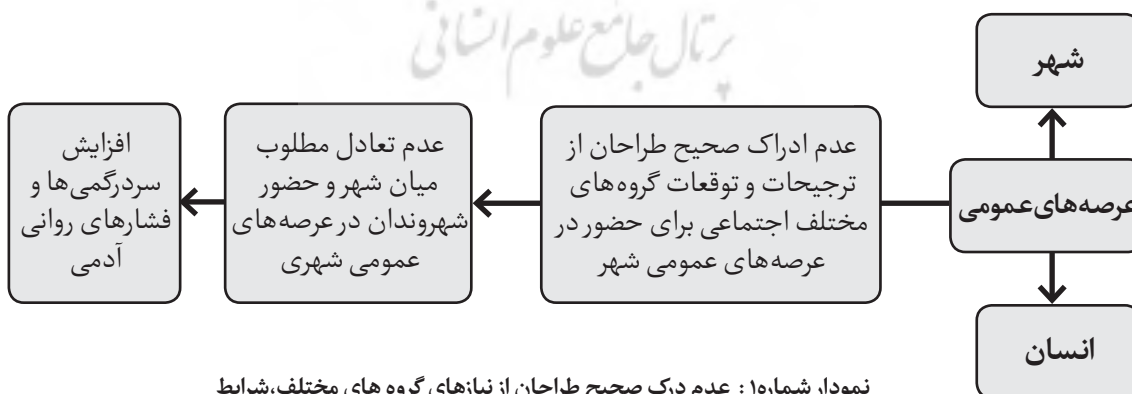 پرتال جامع علوم انسانی
شهر
عرصه‌های‌عمومی
انسان
عدم ادراک صحیح طراحان از
ترجیحات و توقعات گروه‌های
مختلف اجتماعی برای حضور در
عرصه‌های عمومی شهر
عدم تعادل مطلوب
میان شهر و حضور
شهروندان در عرصه‌های
عمومی شهری
افزایش
سردرگمی‌ها و
فشارهای روانی
آدمی
نمودار شماره۱ : عدم درک صحیح طراحان از نیازهای گروه های مختلف،شرایط